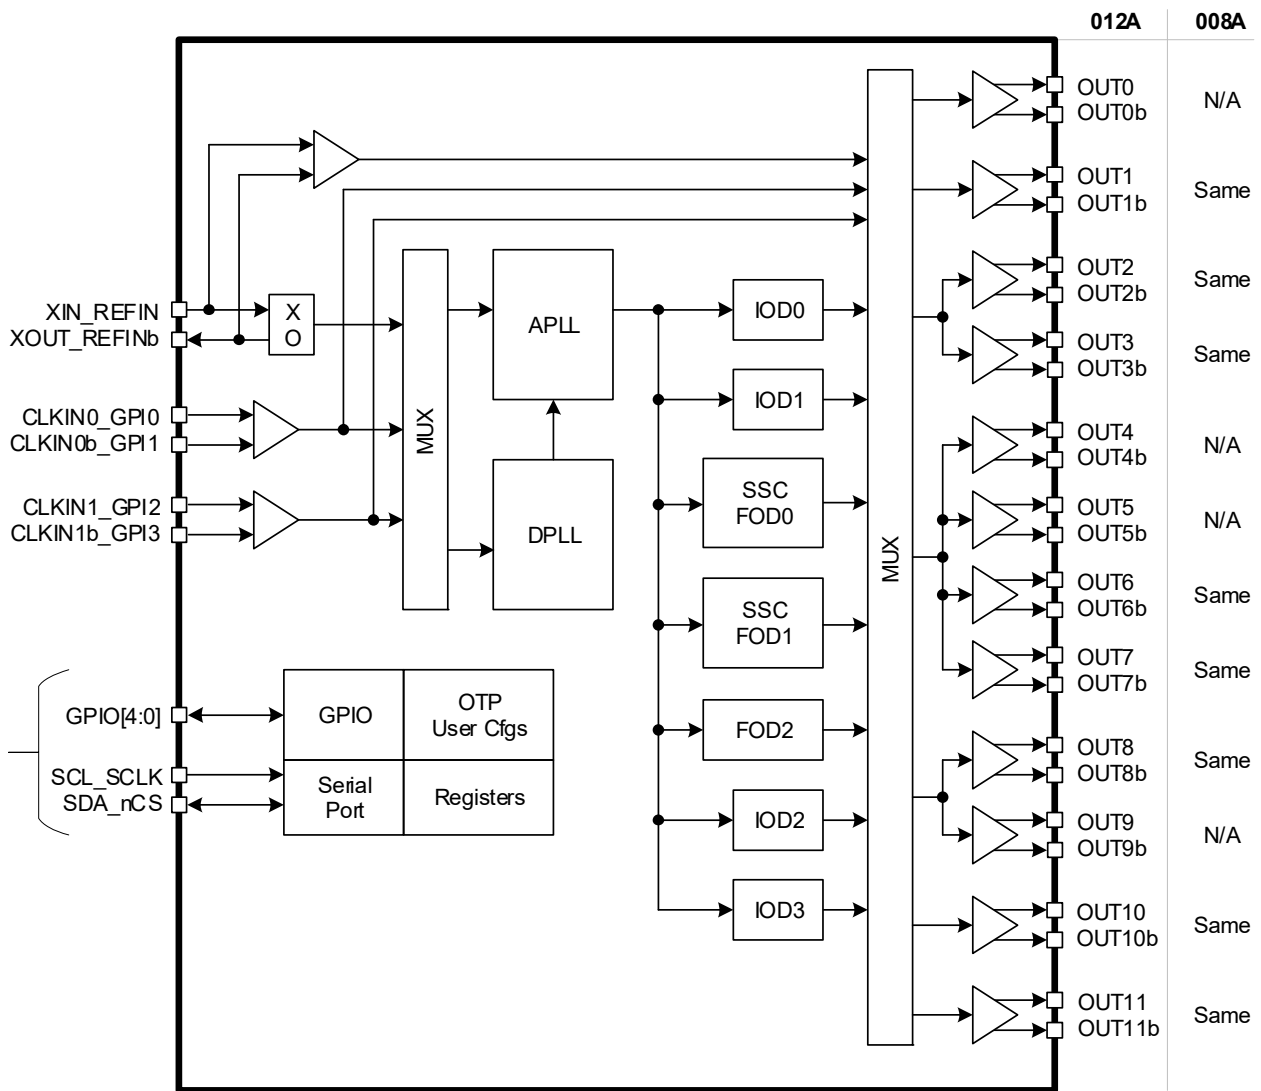 012A 008A
OUT0
OUT0b
N/A
OUT1
OUT1b
Same
OUT2
OUT2b
Same
XIN_REFIN
XOUT_REFINb
X
O
APLL
IOD0
OUT3
OUT3b
Same
CLKIN0_GPI0
CLKIN0b_GPI1
MUX
IOD1
OUT4
OUT4b
N/A
CLKIN1_GPI2
CLKIN1b_GPI3
DPLL
SSC
FOD0
MUX
OUT5
OUT5b
N/A
SSC
FOD1
OUT6
OUT6b
Same
OUT7
OUT7b
Same
GPIO[4:0]
GPIO
OTP
User Cfgs
FOD2
OUT8
OUT8b
Same
SCL_SCLK
SDA_nCS
Serial
Port
Registers
IOD2
OUT9
OUT9b
N/A
IOD3
OUT10
OUT10b
Same
OUT11
OUT11b
Same